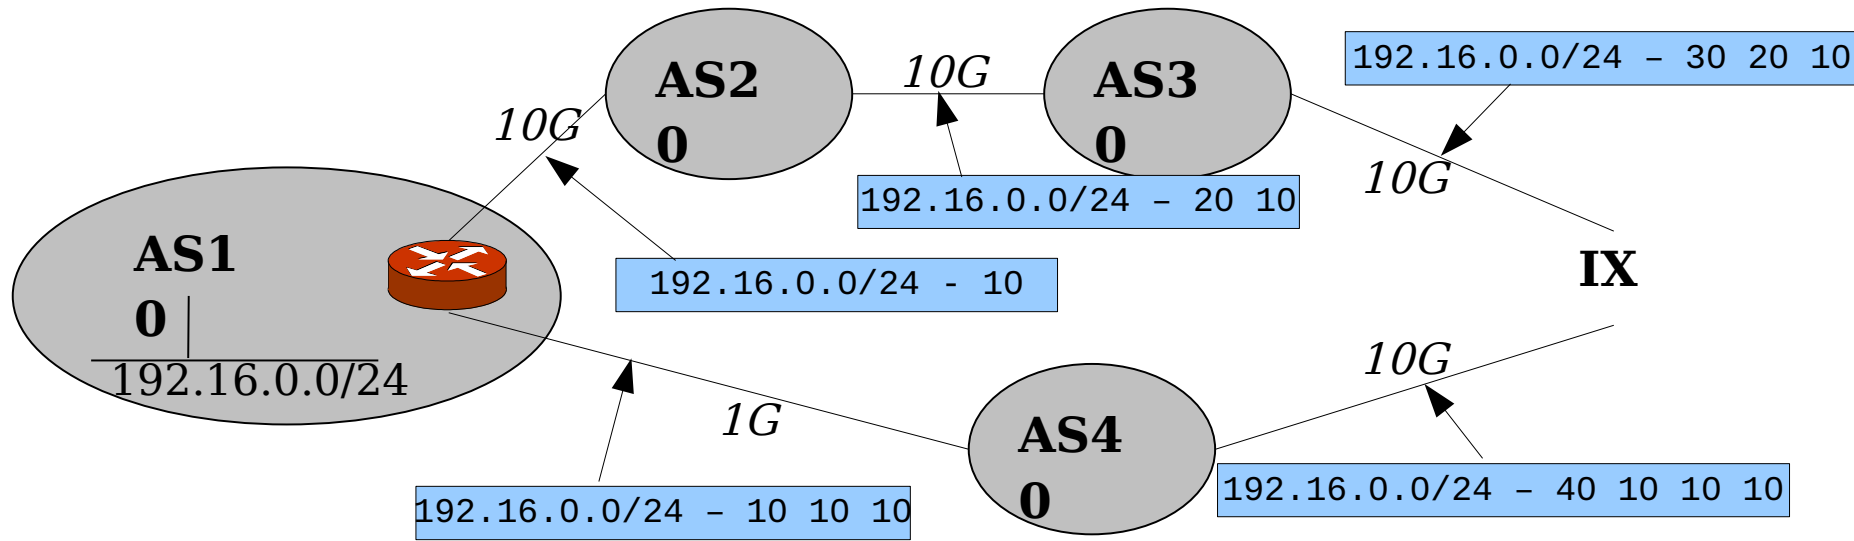 AS2
0
10G
AS3
0
192.16.0.0/24 – 30 20 10
10G
10G
192.16.0.0/24 – 20 10
AS1
0
192.16.0.0/24
192.16.0.0/24 - 10
IX
10G
1G
AS4
0
192.16.0.0/24 – 10 10 10
192.16.0.0/24 – 40 10 10 10